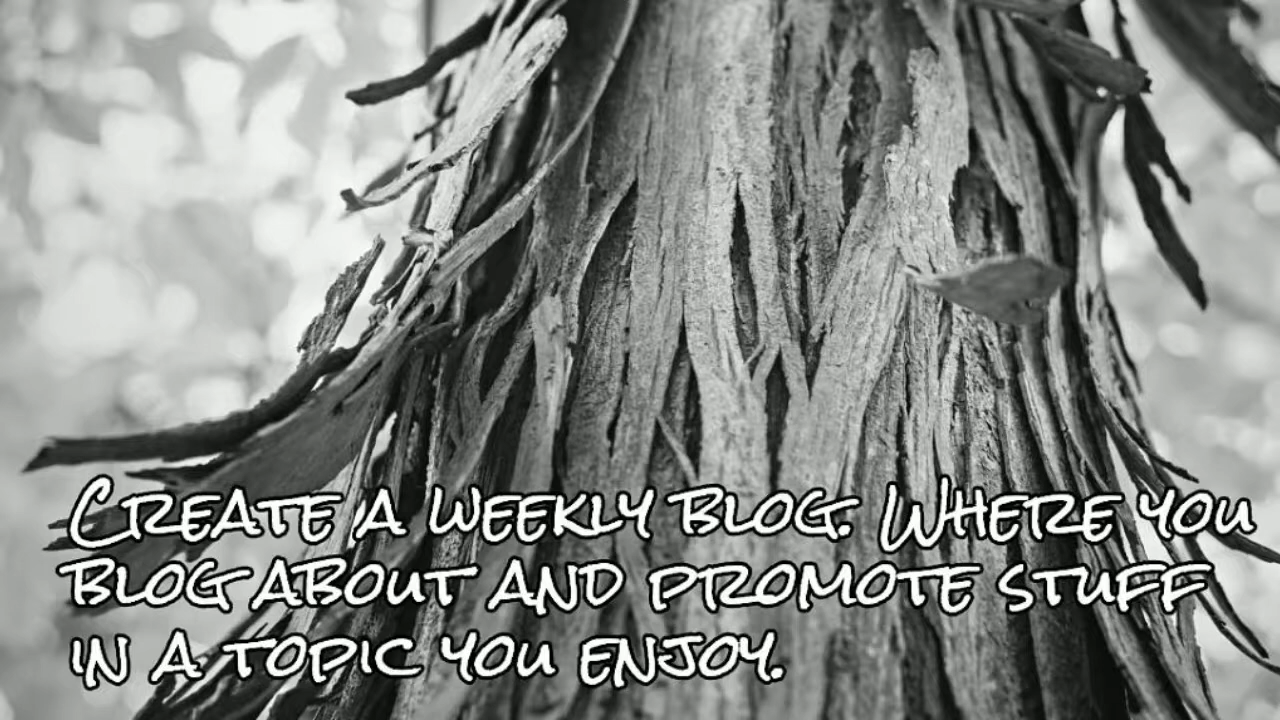 Create a weekly blog. Where you
blog about and promote stuff
in a topic you enjoy.